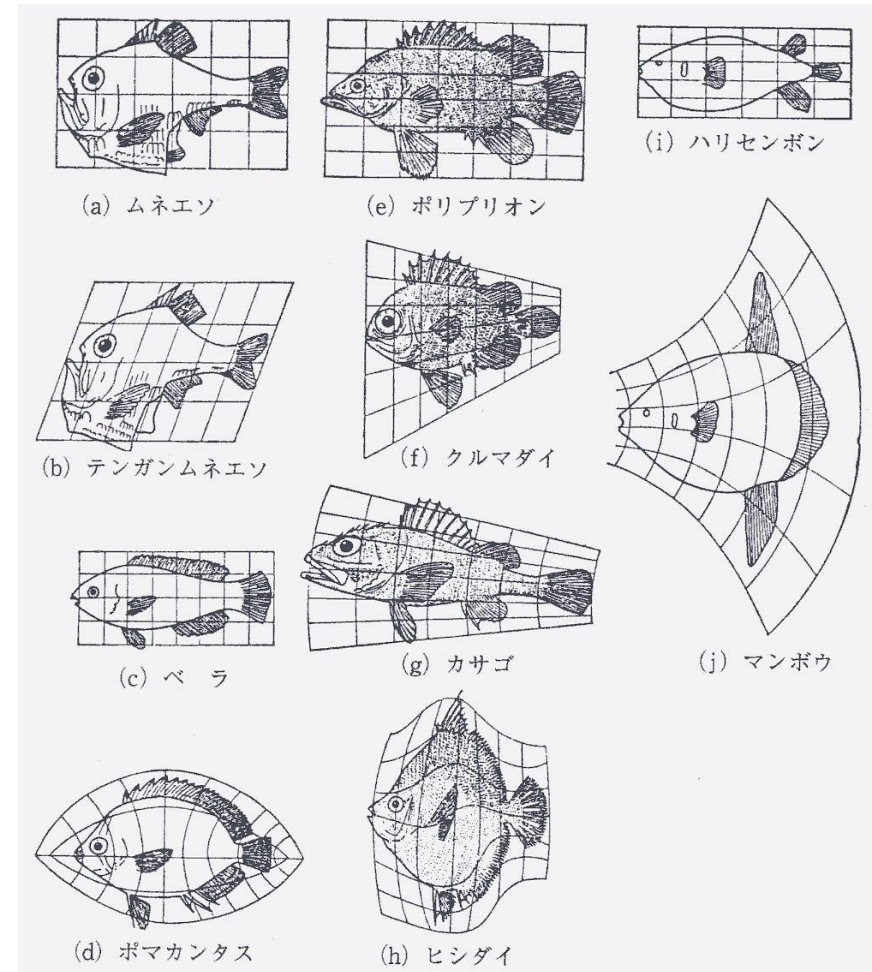 (a) ムネエソ
(e) ポリプリオン
(i) ハリセンボン
(b) テンガンムネエソ
(f) クルマダイ
(c) ベ ラ
(g) カサゴ
(j) マンボウ
(d) ポマカンタス
(h) ヒシダイ